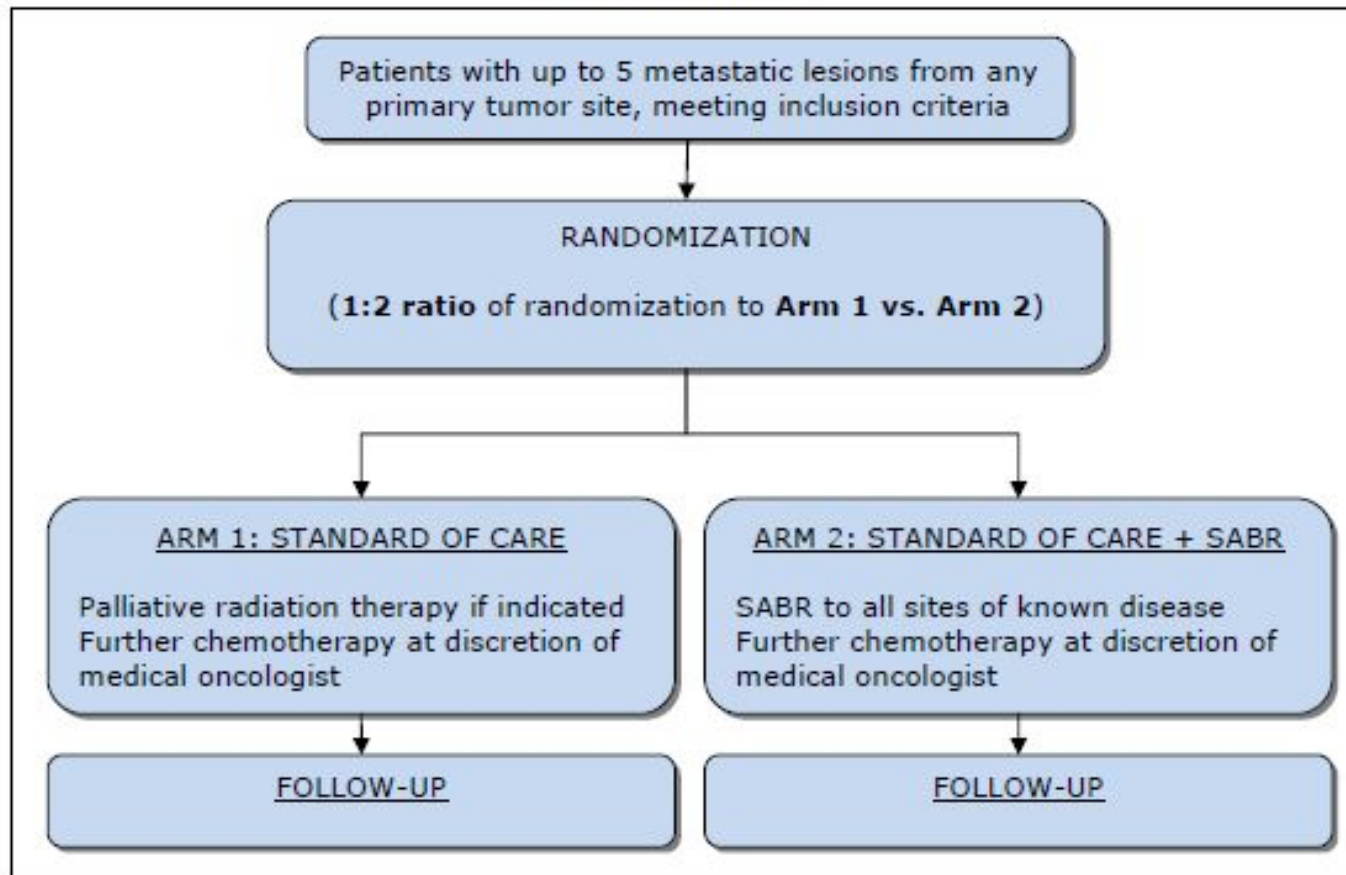 Patients with up to 5 metastatic lesions from any
primary tumor site, meeting inclusion criteria
RANDOMIZATION
(1:2 ratio of randomization to Arm 1 vs. Arm 2)
ARM 1: STANDARD OF CARE
Palliative radiation therapy if indicated
Further chemotherapy at discretion of
medical oncologist
ARM 2: STANDARD OF CARE + SABR
SABR to all sites of known disease
Further chemotherapy at discretion of
medical oncologist
FOLLOW-UP
FOLLOW-UP